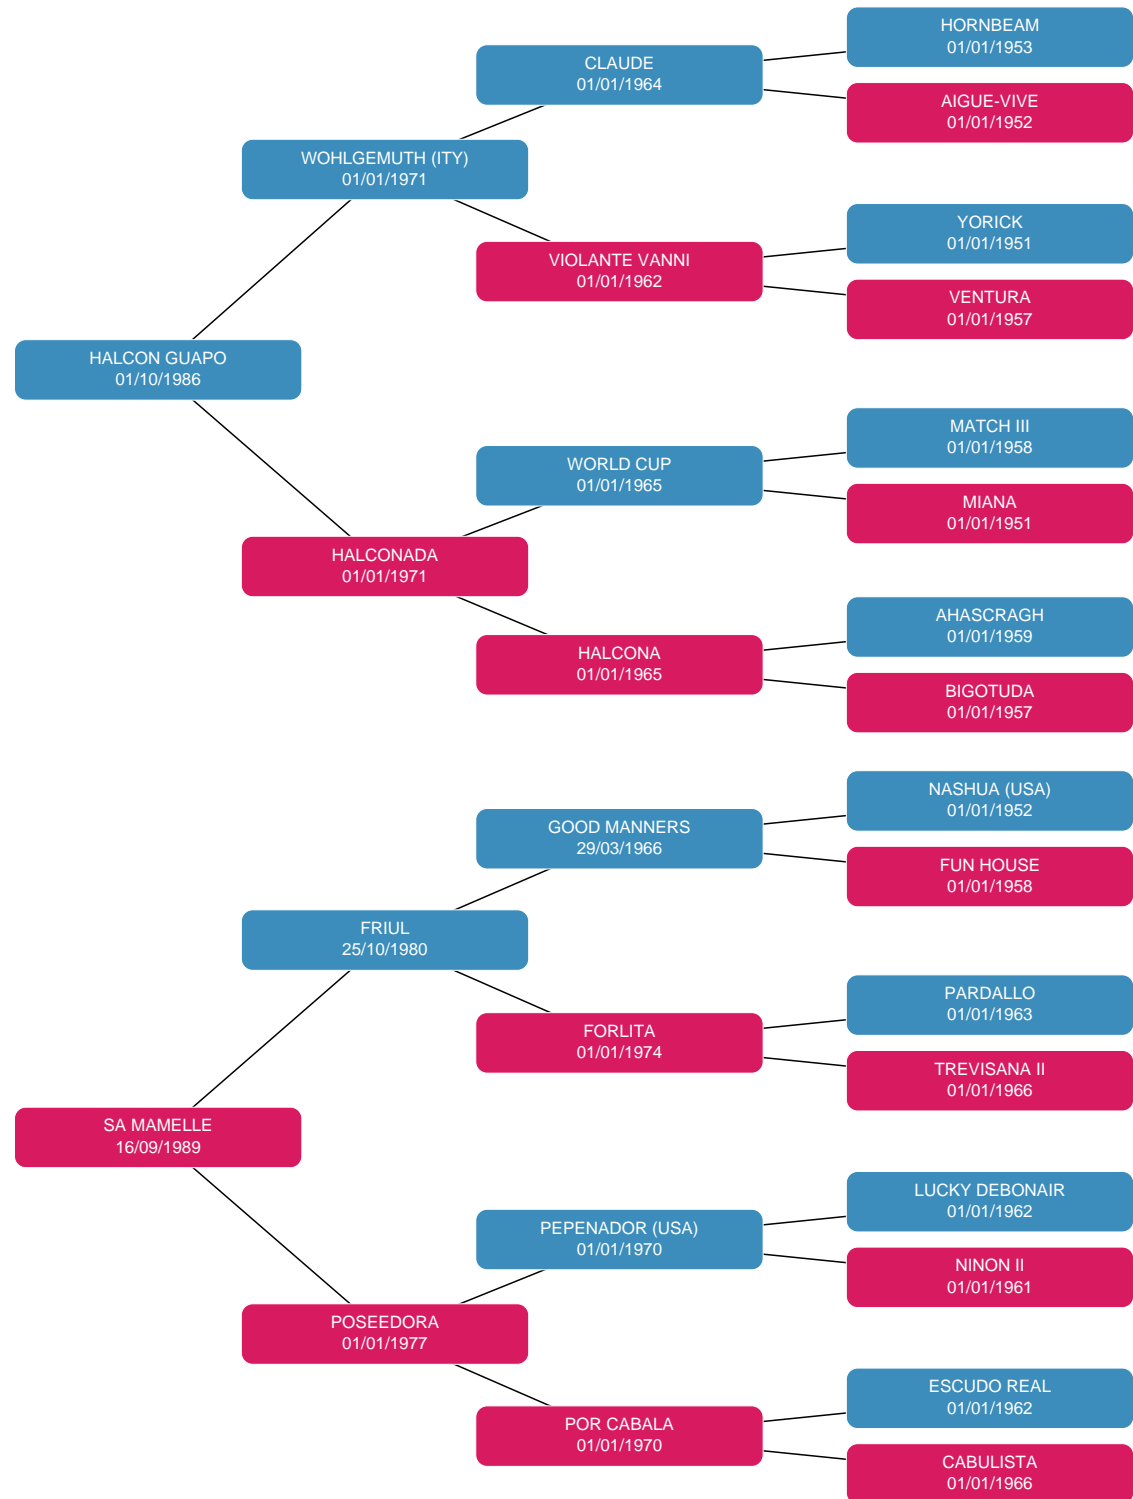 HORNBEAM
01/01/1953
CLAUDE
01/01/1964
AIGUE-VIVE
01/01/1952
WOHLGEMUTH (ITY)
01/01/1971
YORICK
01/01/1951
VIOLANTE VANNI
01/01/1962
VENTURA
01/01/1957
HALCON GUAPO
01/10/1986
MATCH III
01/01/1958
WORLD CUP
01/01/1965
MIANA
01/01/1951
HALCONADA
01/01/1971
AHASCRAGH
01/01/1959
HALCONA
01/01/1965
BIGOTUDA
01/01/1957
NASHUA (USA)
01/01/1952
GOOD MANNERS
29/03/1966
FUN HOUSE
01/01/1958
FRIUL
25/10/1980
PARDALLO
01/01/1963
FORLITA
01/01/1974
TREVISANA II
01/01/1966
SA MAMELLE
16/09/1989
LUCKY DEBONAIR
01/01/1962
PEPENADOR (USA)
01/01/1970
NINON II
01/01/1961
POSEEDORA
01/01/1977
ESCUDO REAL
01/01/1962
POR CABALA
01/01/1970
CABULISTA
01/01/1966